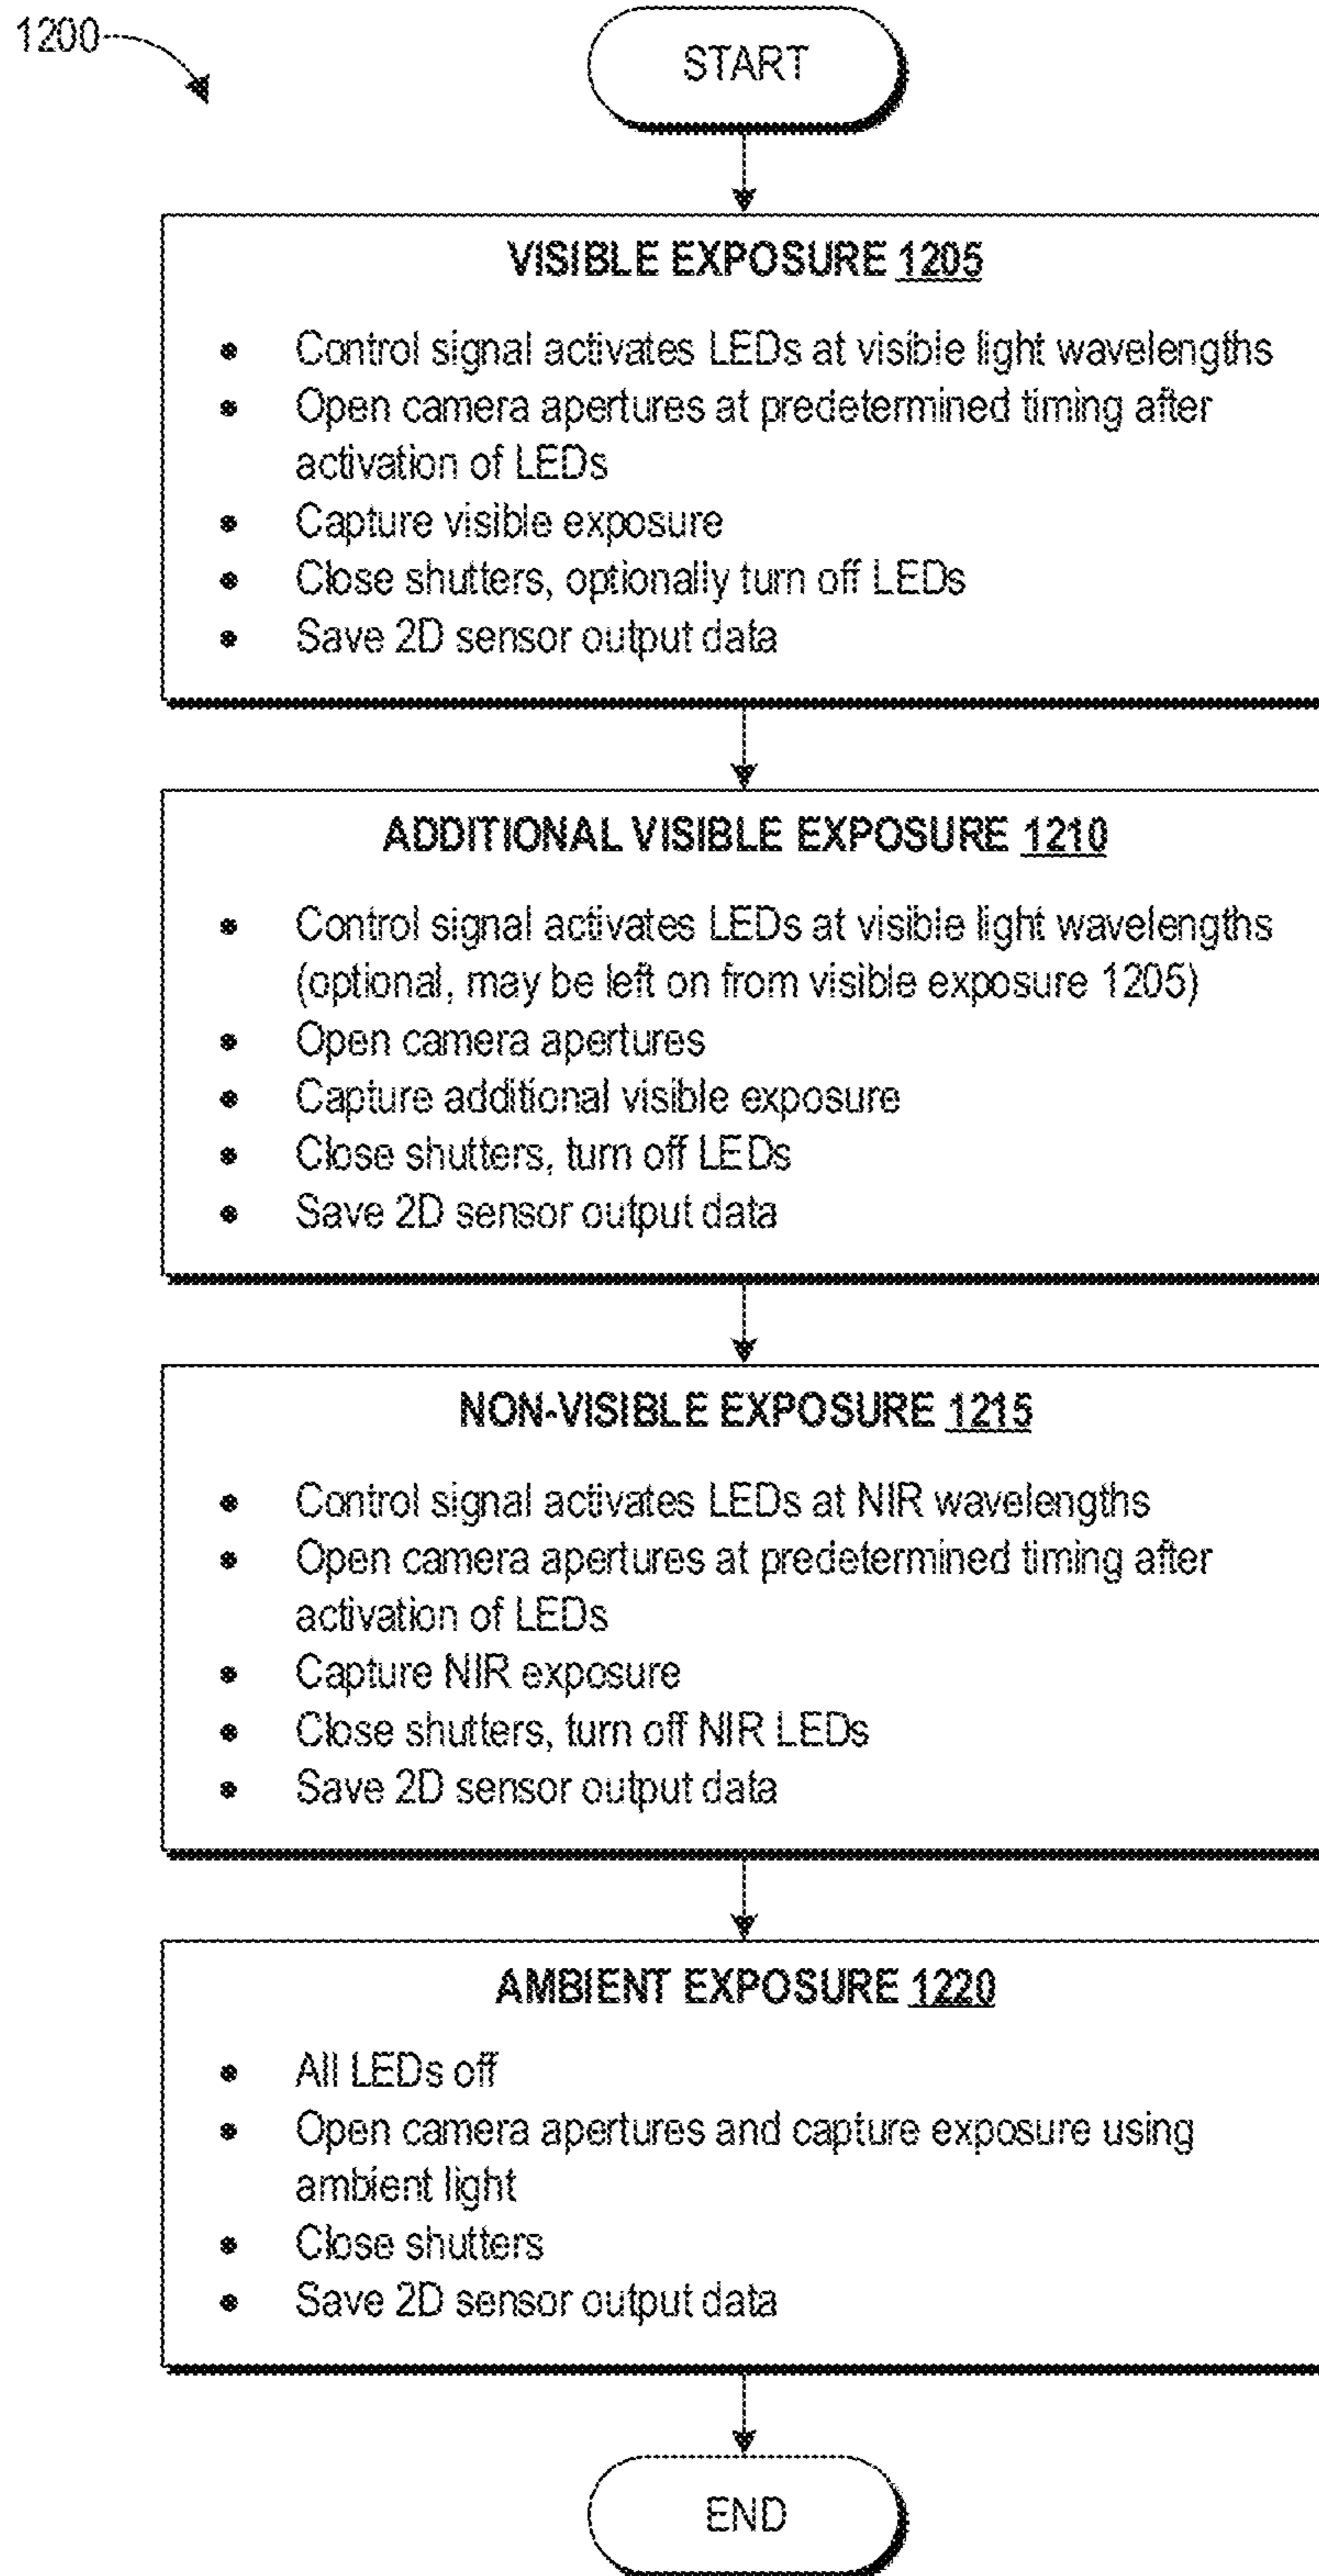 1200
START
VISIBLE EXPOSURE 1205
• Control signal activates LEDs at visible light wavelengths
• Open camera apertures at predetermined timing after
activation of LEDs
• Capture visible exposure
• Close shutters, optionally turn off LEDs
• Save 2D sensor output data
ADDITIONAL VISIBLE EXPOSURE 1210
• Control signal activates LEDs at visible light wavelengths
(optional, may be left on from visible exposure 1205)
• Open camera apertures
• Capture additional visible exposure
• Close shutters, turn off LEDs
• Save 2D sensor output data
NON-VISIBLE EXPOSURE 1215
• Control signal activates LEDs at NIR wavelengths
• Open camera apertures at predetermined timing after
activation of LEDs
• Capture NIR exposure
• Close shutters, turn off NIR LEDs
• Save 2D sensor output data
AMBIENT EXPOSURE 1220
• All LEDs off
• Open camera apertures and capture exposure using
ambient light
• Close shutters
• Save 2D sensor output data
END